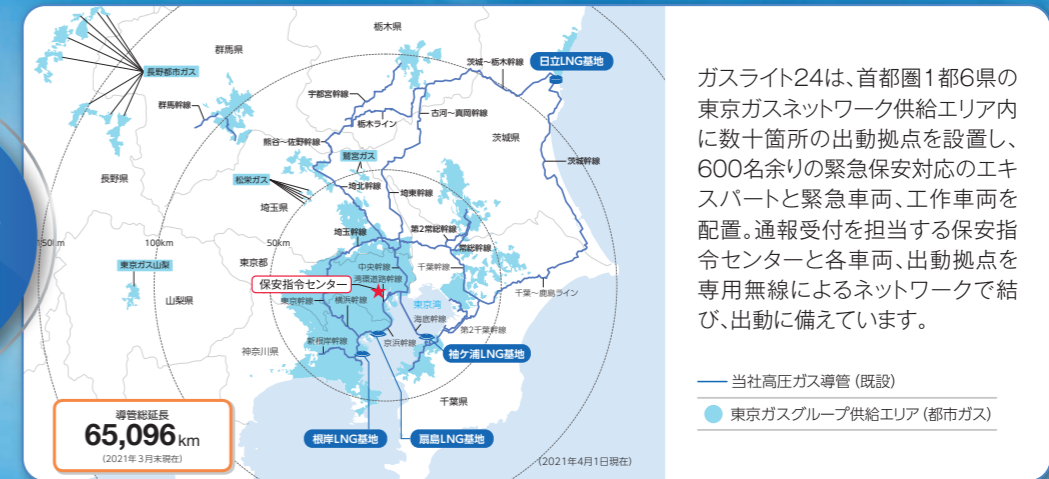 栃木県
群馬県
長野都市ガス
茨城〜栃木幹線
日立LNG基地
宇都宮幹線
群馬幹線
栃木ライン
古河〜真岡幹線
熊谷〜佐野幹線
茨城県
鷲宮ガス
茨城幹線
長野県
松栄ガス
埼北幹線
埼東幹線
埼玉県
埼玉幹線
第2常総幹線
150km
100km
50km
常総幹線
東京ガス山梨
東京都
中央幹線
千葉幹線
湾環道路幹線
保安指令センター
山梨県
東京幹線
横浜幹線
東京湾
千葉〜鹿島ライン
海底幹線
第2千葉幹線
新根岸幹線
京浜幹線
神奈川県
袖ケ浦LNG基地
千葉県
導管総延長
65,096km
(2021年3月末現在)
根岸LNG基地
扇島LNG基地
(2021年4月1日現在)
ガスライト24は、首都圏1都6県の
東京ガスネットワーク供給エリア内
に数十箇所の出動拠点を設置し、
600名余りの緊急保安対応のエキ
スパートと緊急車両、工作車両を
配置。通報受付を担当する保安指
令センターと各車両、出動拠点を
専用無線によるネットワークで結
び、出動に備えています。
当社高圧ガス導管(既設)
東京ガスグループ供給エリア(都市ガス)